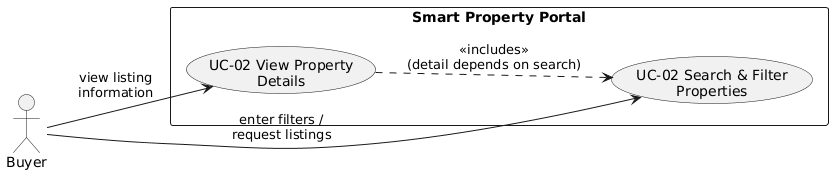 Smart Property Portal
«includes»
(detail depends on search)
UC-02 View Property
Details
UC-02 Search & Filter
Properties
view listing
information
enter filters /
request listings
Buyer